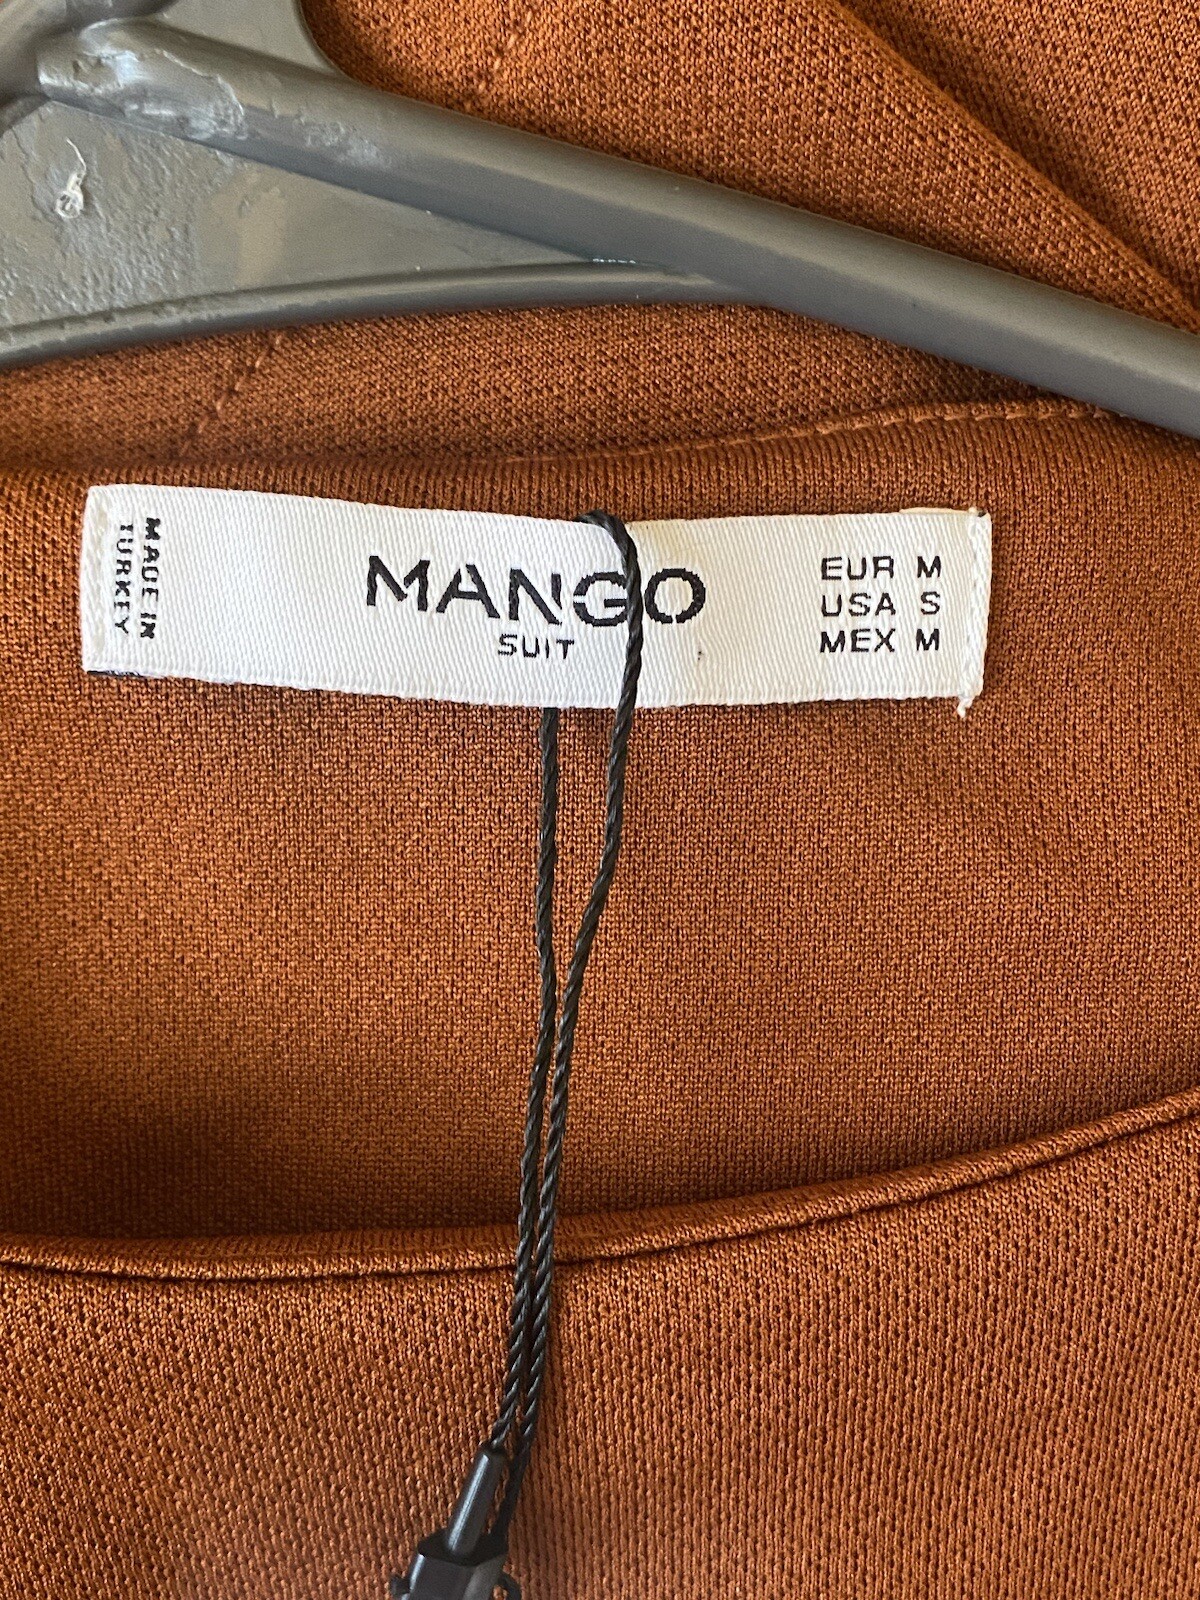 MADE IN
TURKEY
MANGO
SUIT
EUR M
USA S
MEX M